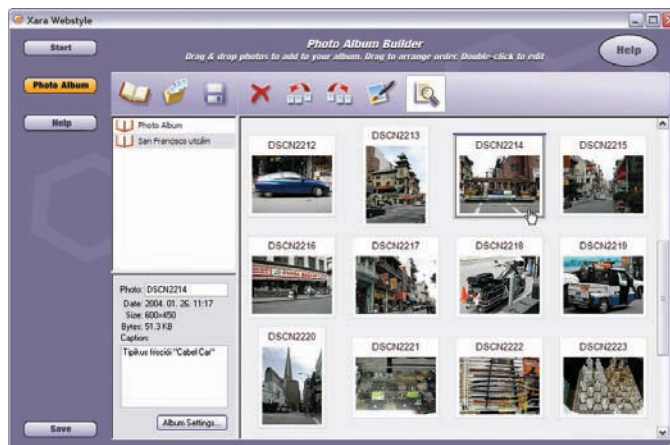 Xara Webstyle
Start
Photo Album Builder
Drag & drop photos to add to your album. Drag to arrange order. Double-click to edit
Help
Photo Album
Help
Photo Album
San Francisco utcáin
DSCN2212
DSCN2213
DSCN2214
DSCN2215
DSCN2216
DSCN2217
DSCN2218
DSCN2219
Photo: DSCN2214
Date: 2004. 01. 26. 11:17
Size: 600×450
Bytes: 51.3 KB
Caption:
Tipikus friscói "Cabel Car"
DSCN2220
DSCN2221
DSCN2222
DSCN2223
Album Settings...
Save